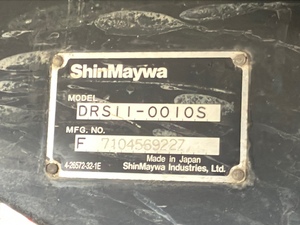 ShinMaywa
MODEL
DRS11-0010S
MFG. NO.
F 7104569227
Made in Japan
4-26572-32-1E ShinMaywa Industries, Ltd.